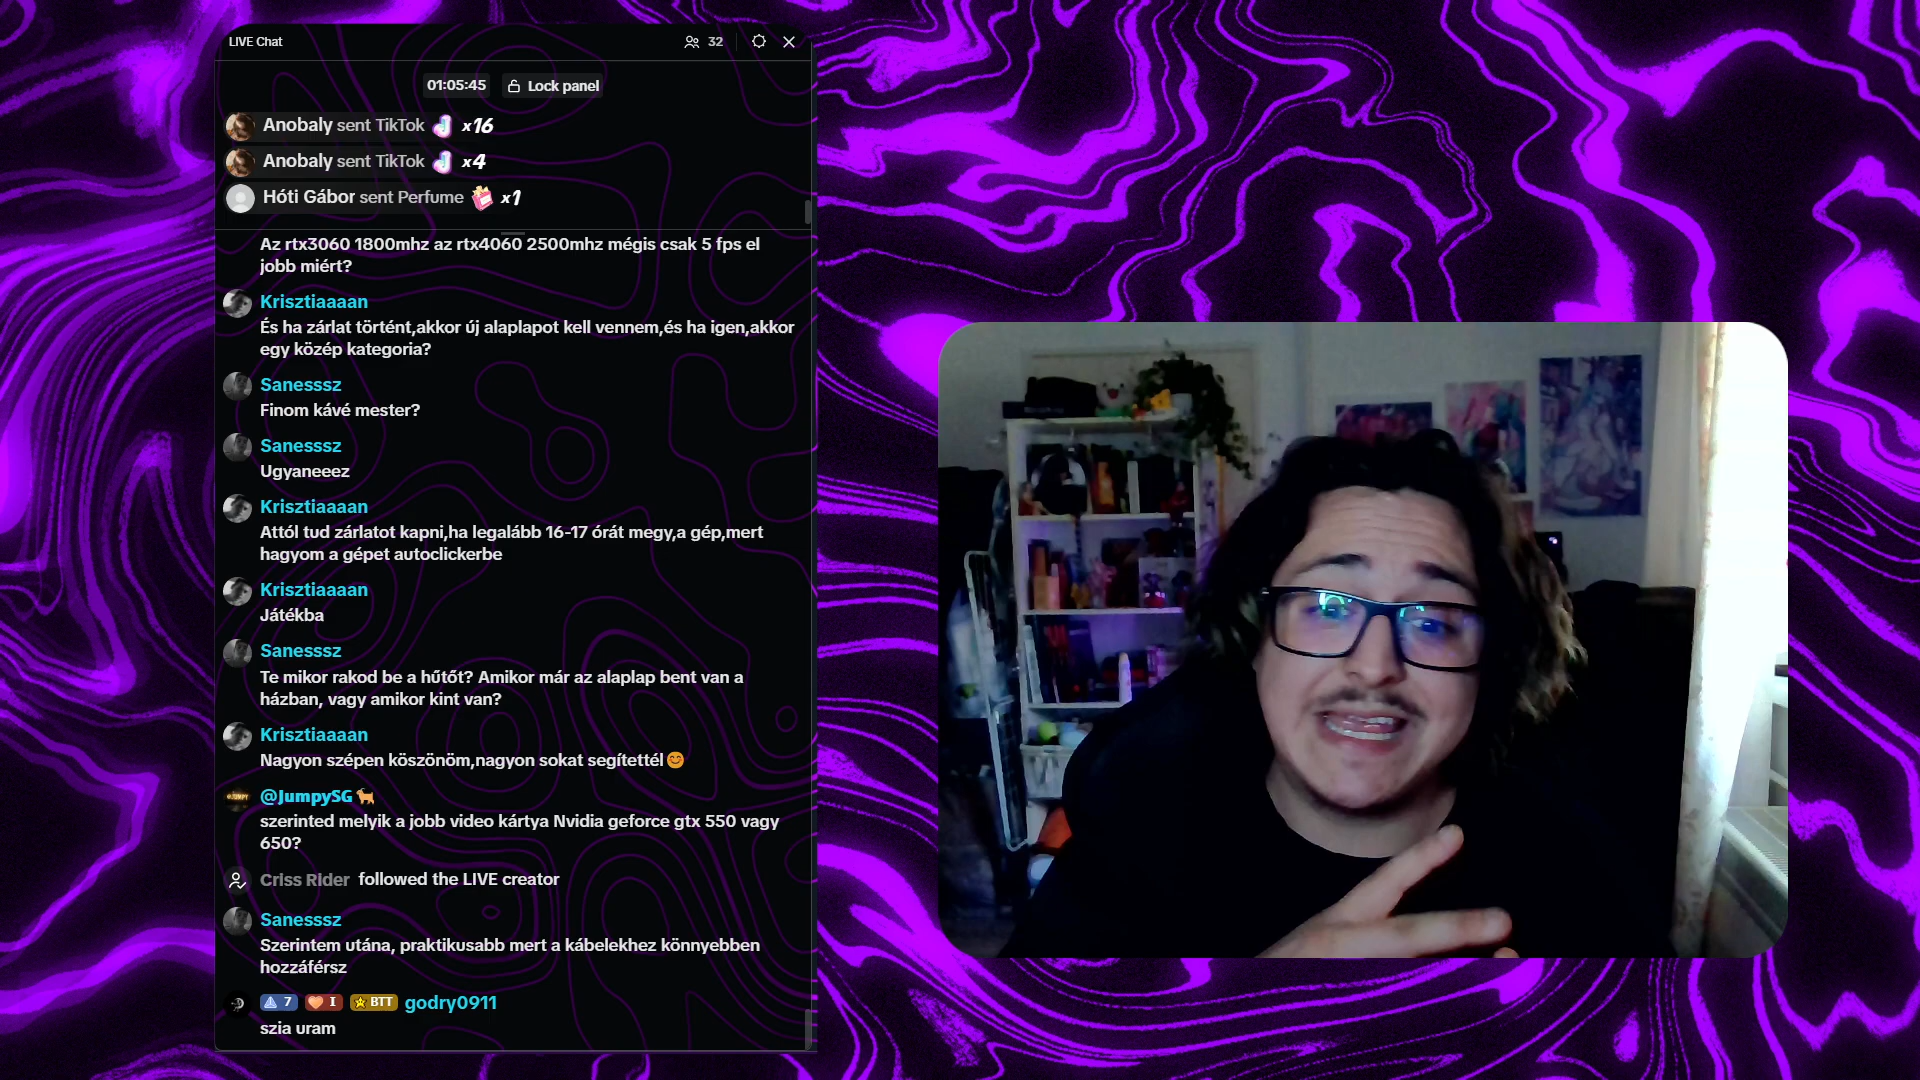 LIVE Chat
32
01:05:45
Lock panel
Anobaly sent TikTok x16
Anobaly sent TikTok x4
Hóti Gábor sent Perfume x1
Az rtx3060 1800mhz az rtx4060 2500mhz mégis csak 5 fps el
jobb miért?
Krisztiaaaan
És ha zárlat történt,akkor új alaplapot kell vennem,és ha igen,akkor
egy közép kategoria?
Sanesssz
Finom kávé mester?
Sanesssz
Ugyaneeez
Krisztiaaaan
Attól tud zárlatot kapni,ha legalább 16-17 órát megy,a gép,mert
hagyom a gépet autoclickerbe
Krisztiaaaan
Játékba
Sanesssz
Te mikor rakod be a hűtőt? Amikor már az alaplap bent van a
házban, vagy amikor kint van?
Krisztiaaaan
Nagyon szépen köszönöm,nagyon sokat segítettél😊
@JumpySG🐕
szerinted melyik a jobb video kártya Nvidia geforce gtx 550 vagy
650?
Criss Rider followed the LIVE creator
Sanesssz
Szerintem utána, praktikusabb mert a kábelekhez könnyebben
hozzáférsz
7 I BTT godry0911
szia uram